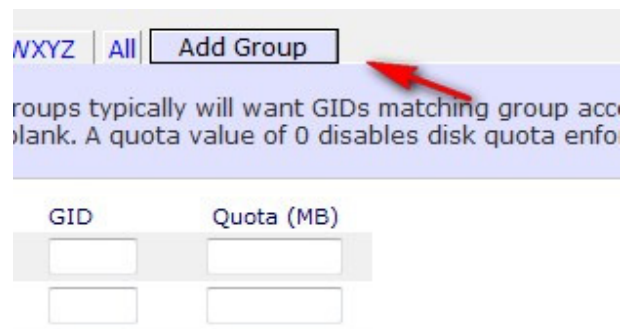 WXYZ All Add Group
roups typically will want GIDs matching group acc
blank. A quota value of 0 disables disk quota enfo
GID Quota (MB)